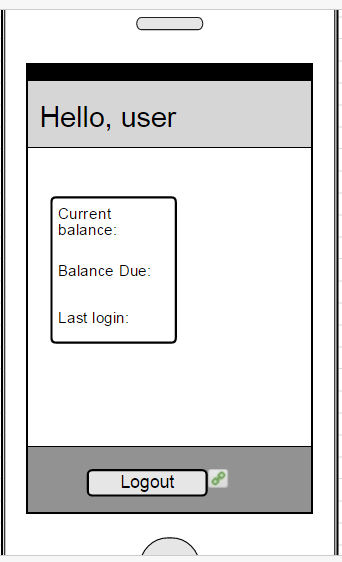 Hello, user
Current
balance:
Balance Due:
Last login:
Logout